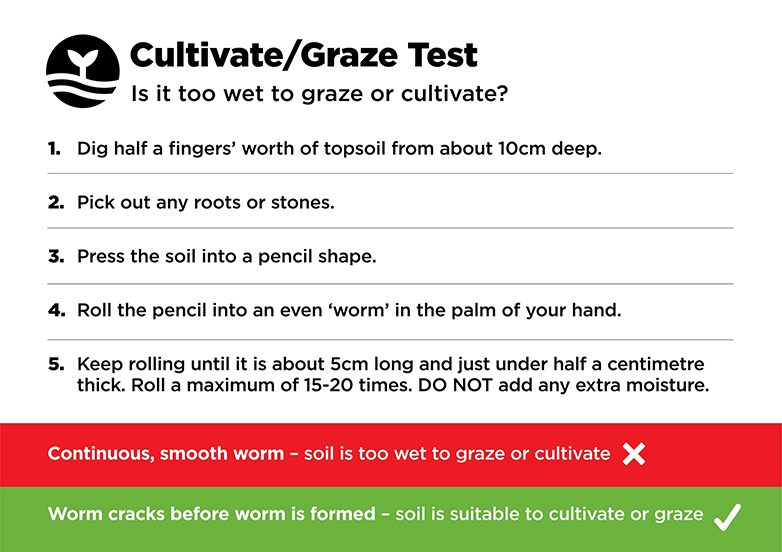 Cultivate/Graze Test
Is it too wet to graze or cultivate?
1. Dig half a fingers’ worth of topsoil from about 10cm deep.
2. Pick out any roots or stones.
3. Press the soil into a pencil shape.
4. Roll the pencil into an even ‘worm’ in the palm of your hand.
5. Keep rolling until it is about 5cm long and just under half a centimetre
thick. Roll a maximum of 15-20 times. DO NOT add any extra moisture.
Continuous, smooth worm – soil is too wet to graze or cultivate
Worm cracks before worm is formed – soil is suitable to cultivate or graze